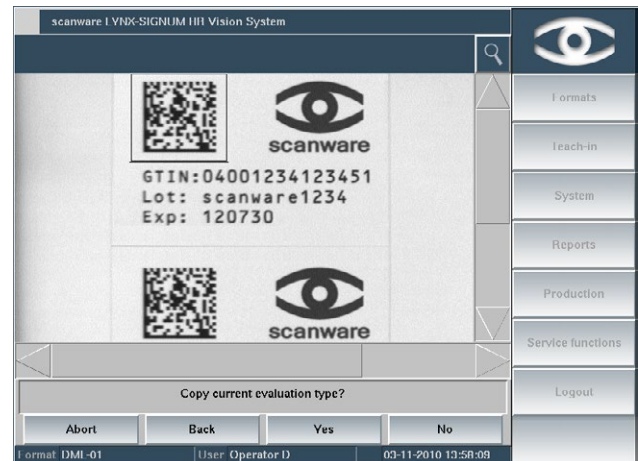 scanware LYNX-SIGNUM HR Vision System
scanware
GTIN:04001234123451
Lot: scanware1234
Exp: 120730
scanware
Copy current evaluation type?
Abort
Back
Yes
No
Format DML-01
User Operator D
03-11-2010 13:58:09
Formats
Teach-in
System
Reports
Production
Service functions
Logout